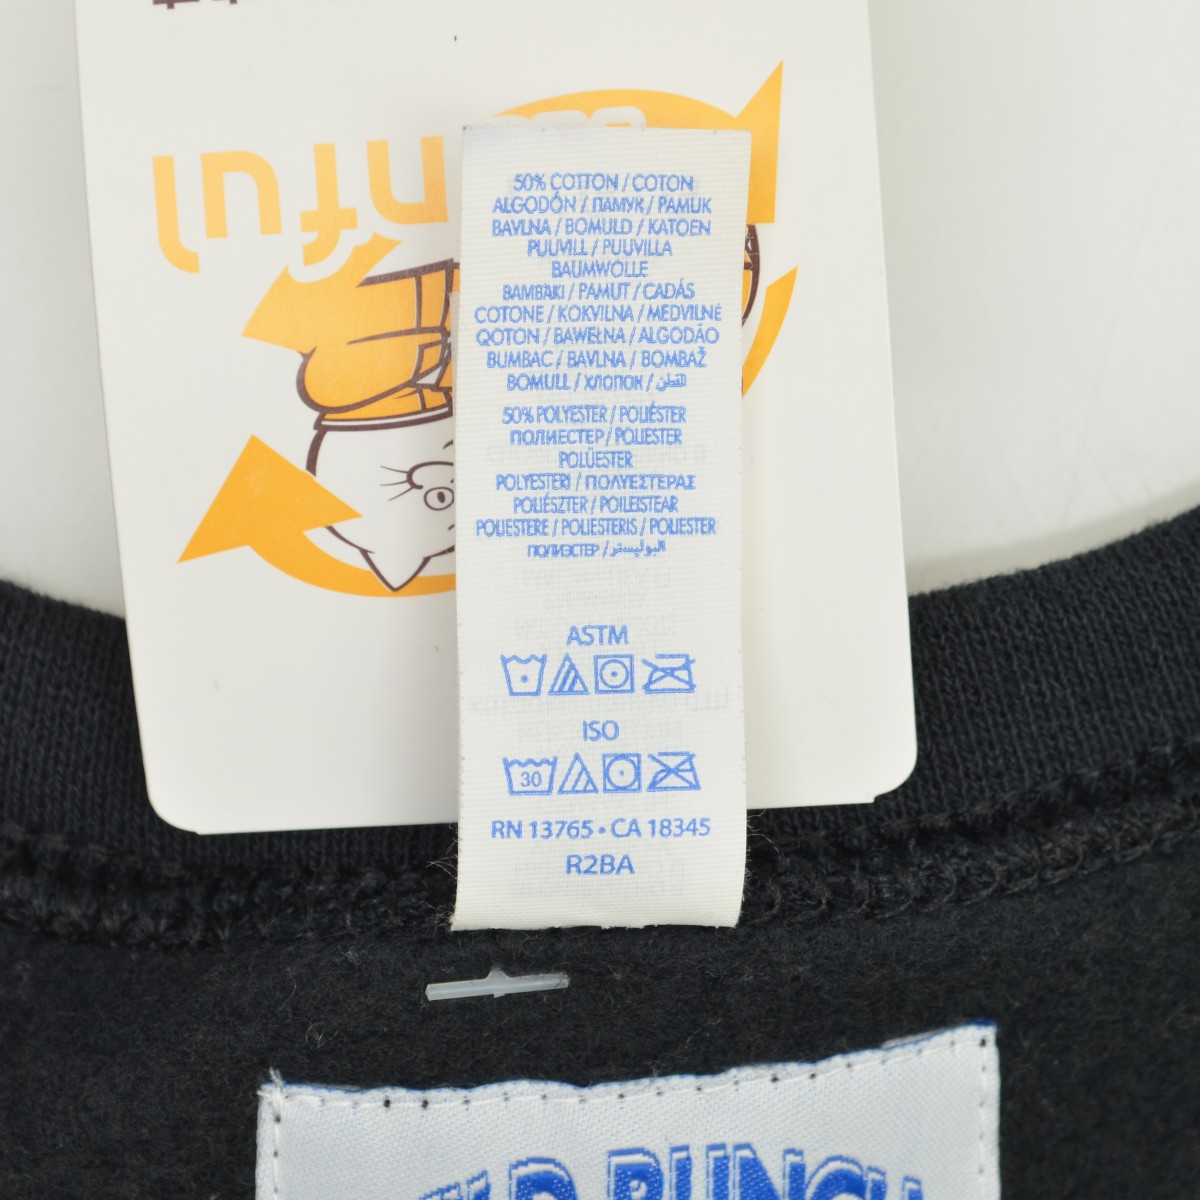 50% COTTON / COTON
ALGODÓN / ПАМУК / PAMUK
BAVLNA / BOMULD / KATOEN
PUUVILL / PUUVILLA
BAUMWOLLE
ΒΑΜΒΑΚΙ / PAMUT / CADÁS
COTONE / KOKVILNA / MEDVILNĖ
QOTON / BAWEŁNA / ALGODÃO
BUMBAC / BAVLNA / BOMBAŽ
BOMULL / ХЛОПОК / القطن
50% POLYESTER / POLIÉSTER
ПОЛИЕСТЕР / POLIESTER
POLÜESTER
POLYESTERI / ΠΟΛΥΕΣΤΕΡΑΣ
POLIÉSZTER / POILEISTEAR
POLIESTERE / POLIESTERIS / POLIESTER
ПОЛИЭСТЕР / البوليستر
ASTM
ISO
30
RN 13765 • CA 18345
R2BA
BUNCH